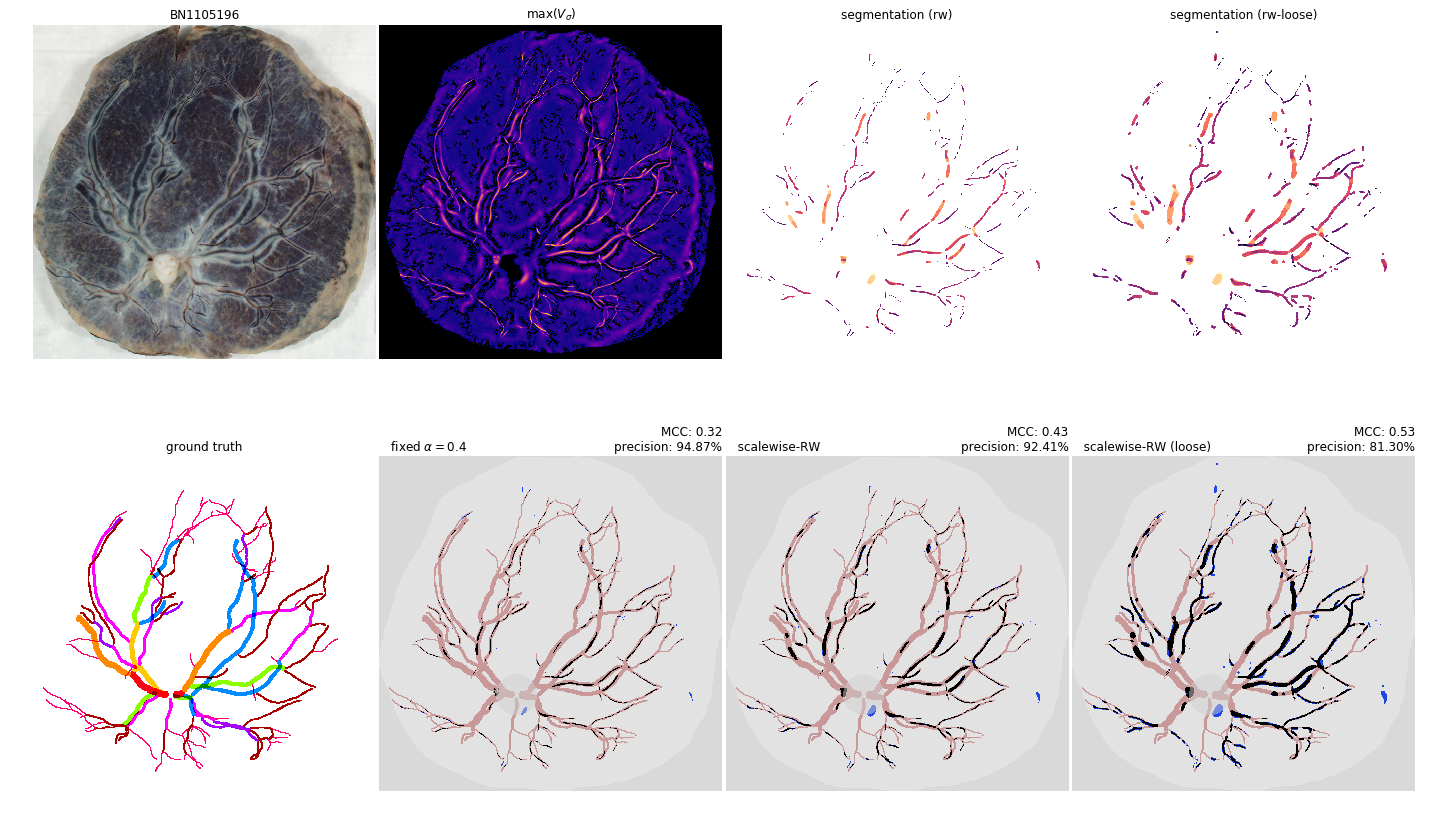 BN1105196
max(V_σ)
segmentation (rw)
segmentation (rw-loose)
ground truth
fixed α = 0.4
MCC: 0.32
precision: 94.87%
scalewise-RW
MCC: 0.43
precision: 92.41%
scalewise-RW (loose)
MCC: 0.53
precision: 81.30%